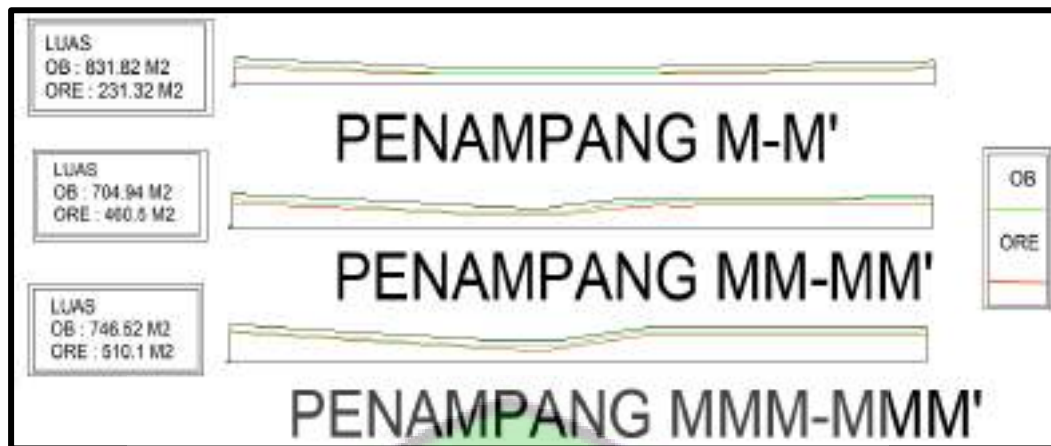 LUAS
OB : 831.82 M2
ORE : 231.32 M2
PENAMPANG M-M'
LUAS
OB : 704.94 M2
ORE : 460.5 M2
PENAMPANG MM-MM'
LUAS
OB : 746.52 M2
ORE : 510.1 M2
PENAMPANG MMM-MMM'
OB
ORE